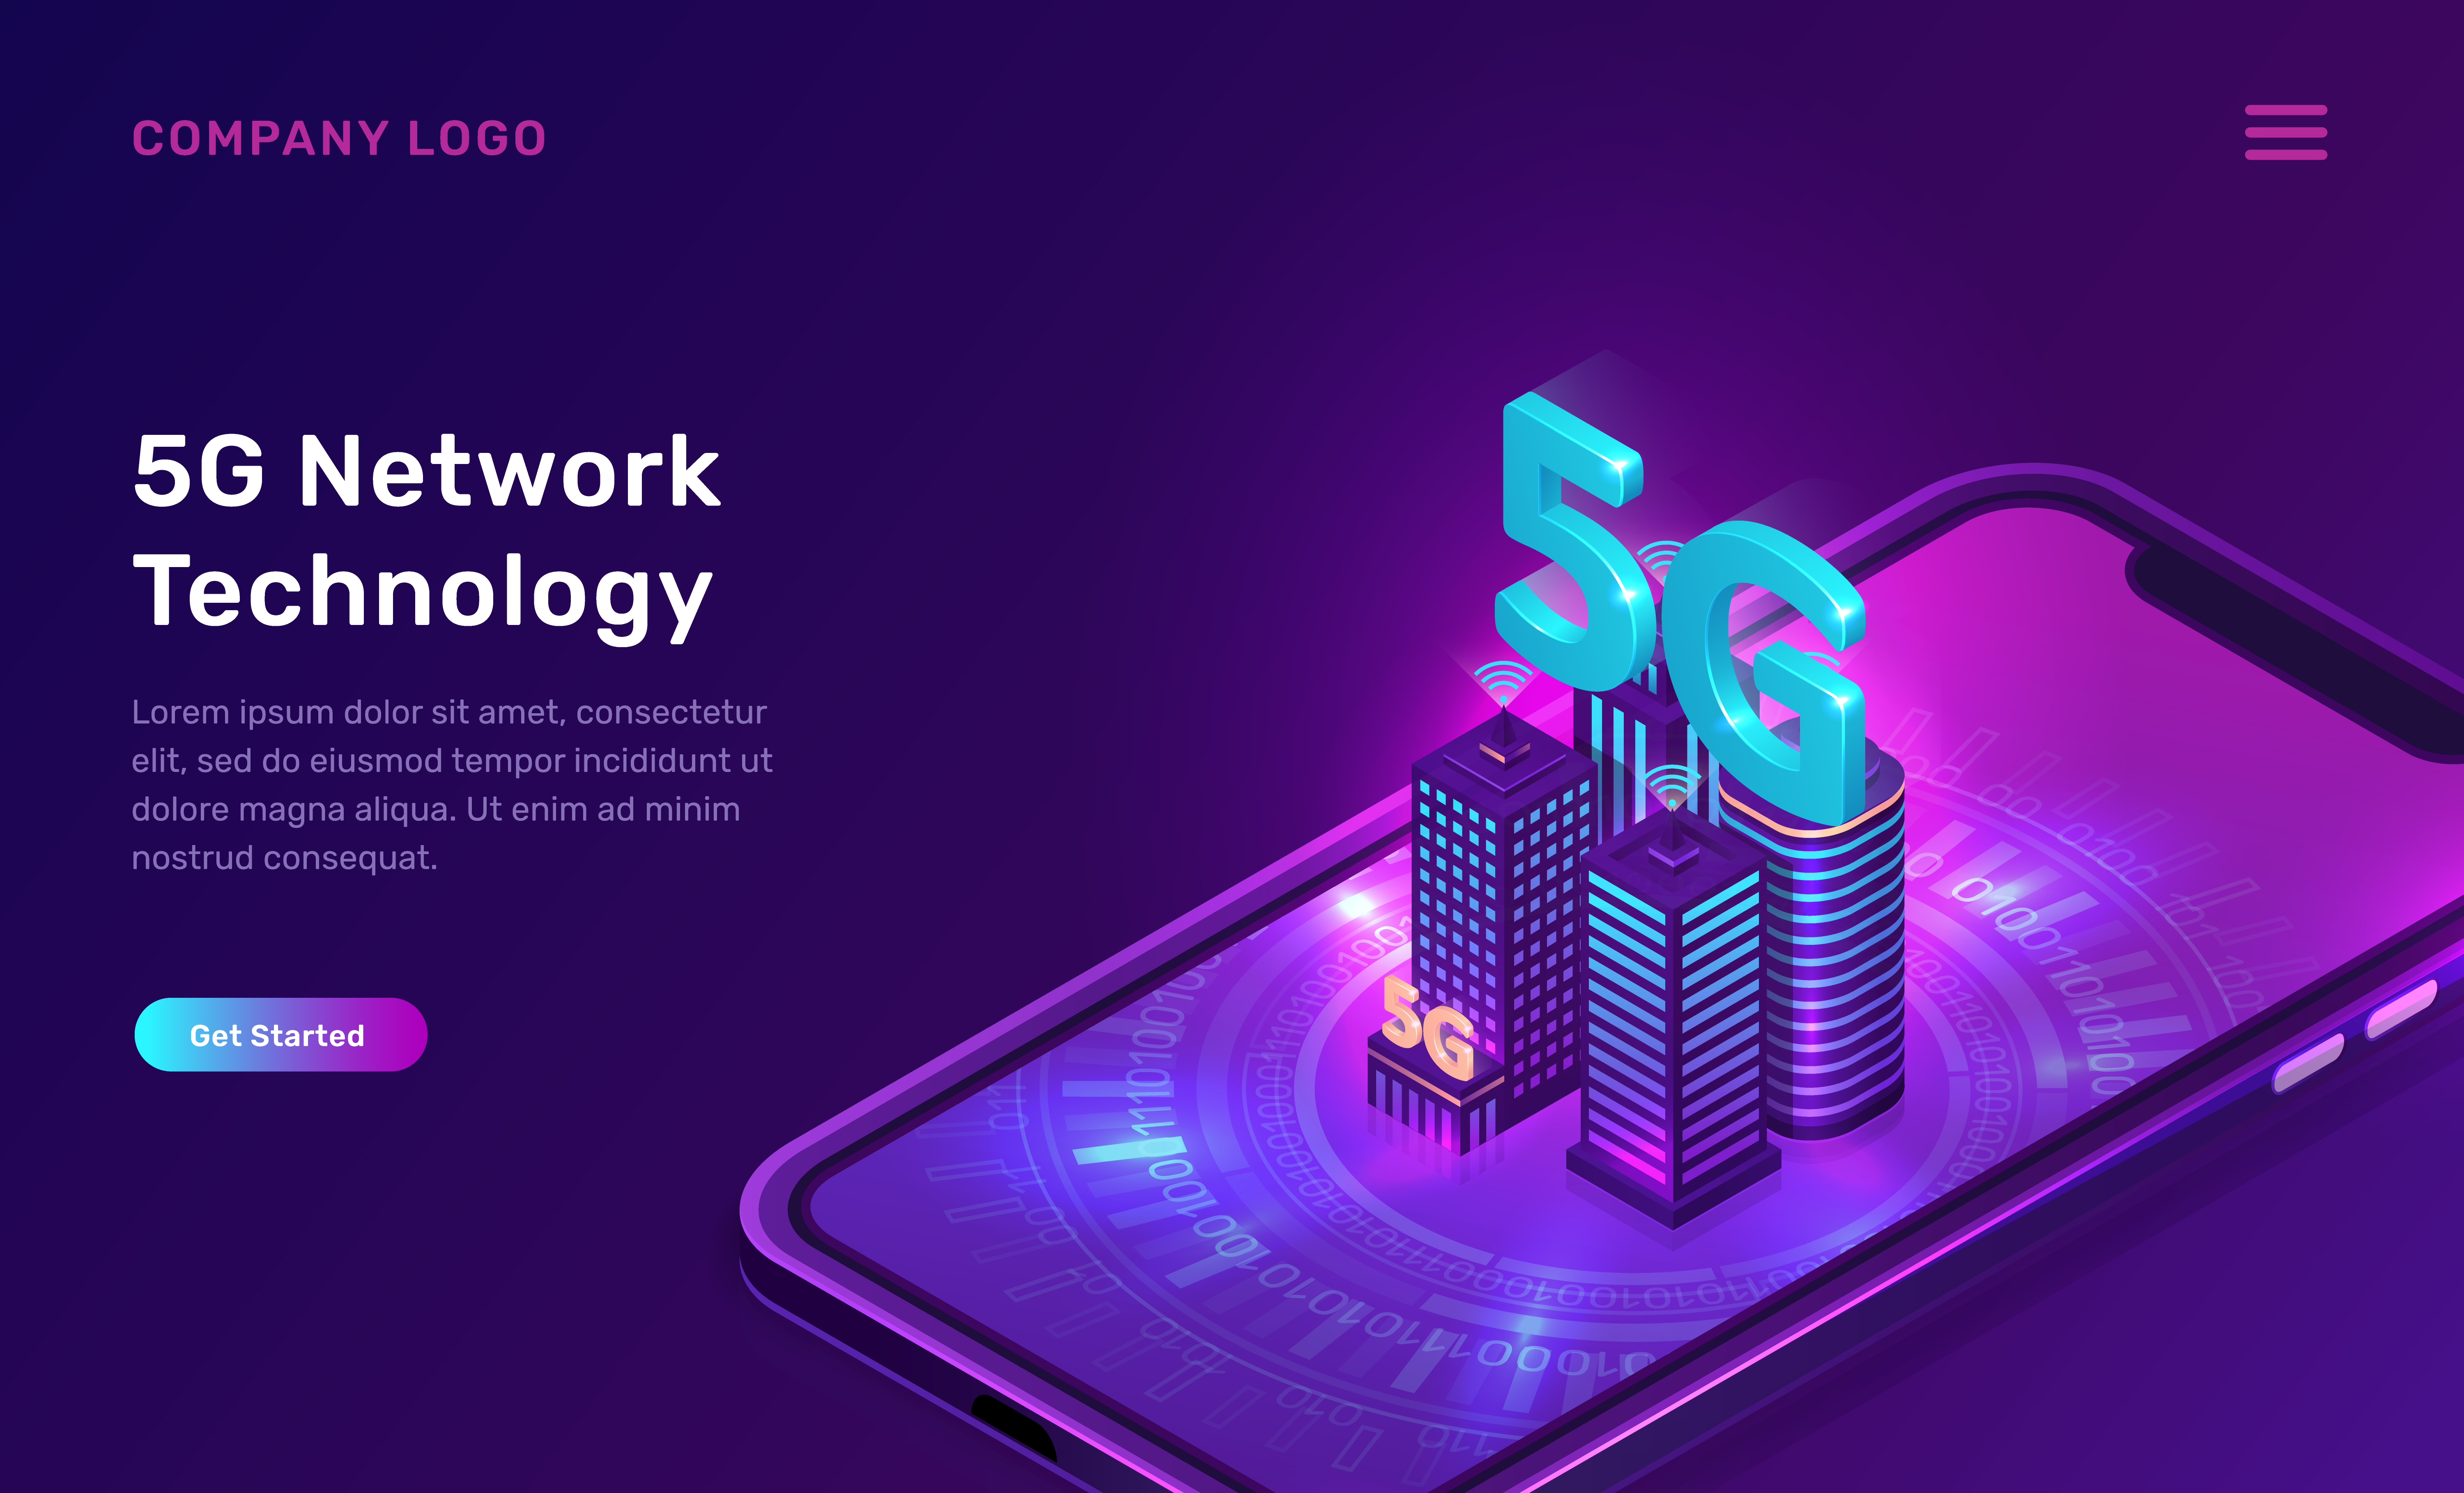 COMPANY LOGO
5G Network
Technology
Lorem ipsum dolor sit amet, consectetur
elit, sed do eiusmod tempor incididunt ut
dolore magna aliqua. Ut enim ad minim
nostrud consequat.
Get Started
5G
5G